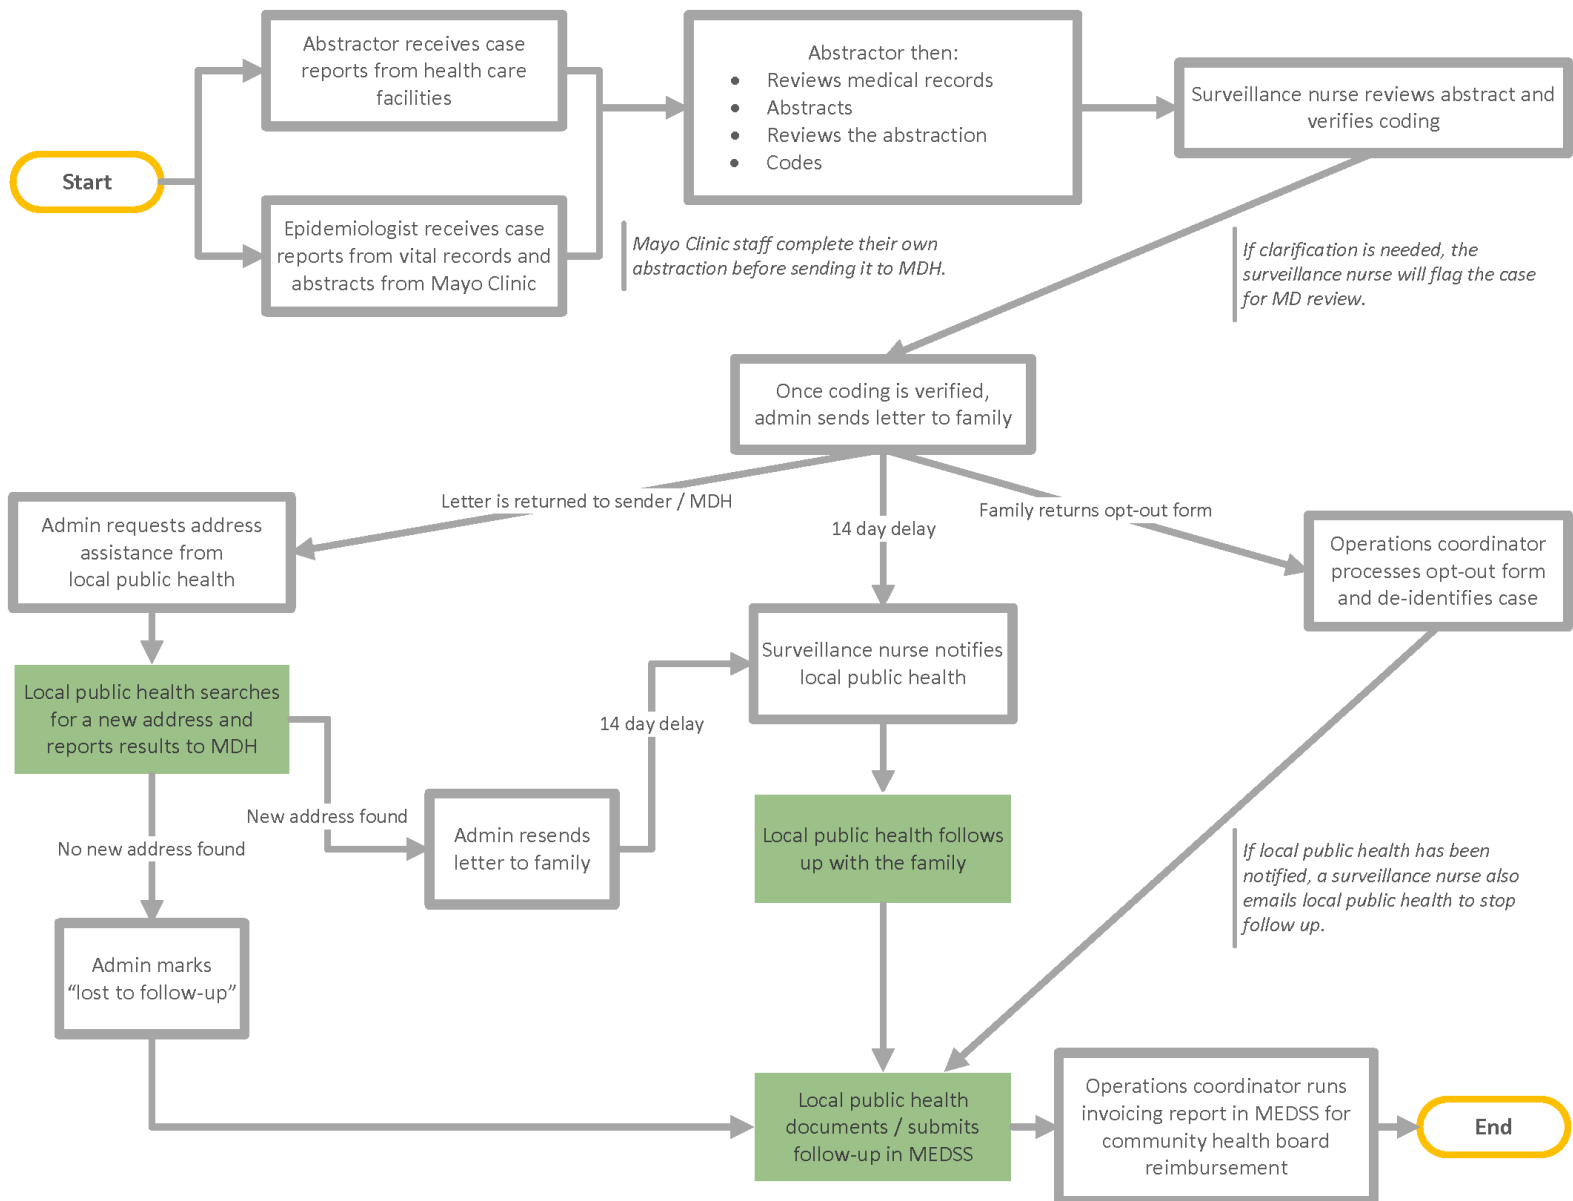 Start
Abstractor receives case
reports from health care
facilities
Epidemiologist receives case
reports from vital records and
abstracts from Mayo Clinic
Abstractor then:
• Reviews medical records
• Abstracts
• Reviews the abstraction
• Codes
Mayo Clinic staff complete their own
abstraction before sending it to MDH.
Surveillance nurse reviews abstract and
verifies coding
If clarification is needed, the
surveillance nurse will flag the case
for MD review.
Once coding is verified,
admin sends letter to family
Letter is returned to sender / MDH
14 day delay
Family returns opt-out form
Admin requests address
assistance from
local public health
Operations coordinator
processes opt-out form
and de-identifies case
Local public health searches
for a new address and
reports results to MDH
Surveillance nurse notifies
local public health
14 day delay
New address found
No new address found
Admin resends
letter to family
Local public health follows
up with the family
If local public health has been
notified, a surveillance nurse also
emails local public health to stop
follow up.
Admin marks
“lost to follow-up”
Local public health
documents / submits
follow-up in MEDSS
Operations coordinator runs
invoicing report in MEDSS for
community health board
reimbursement
End